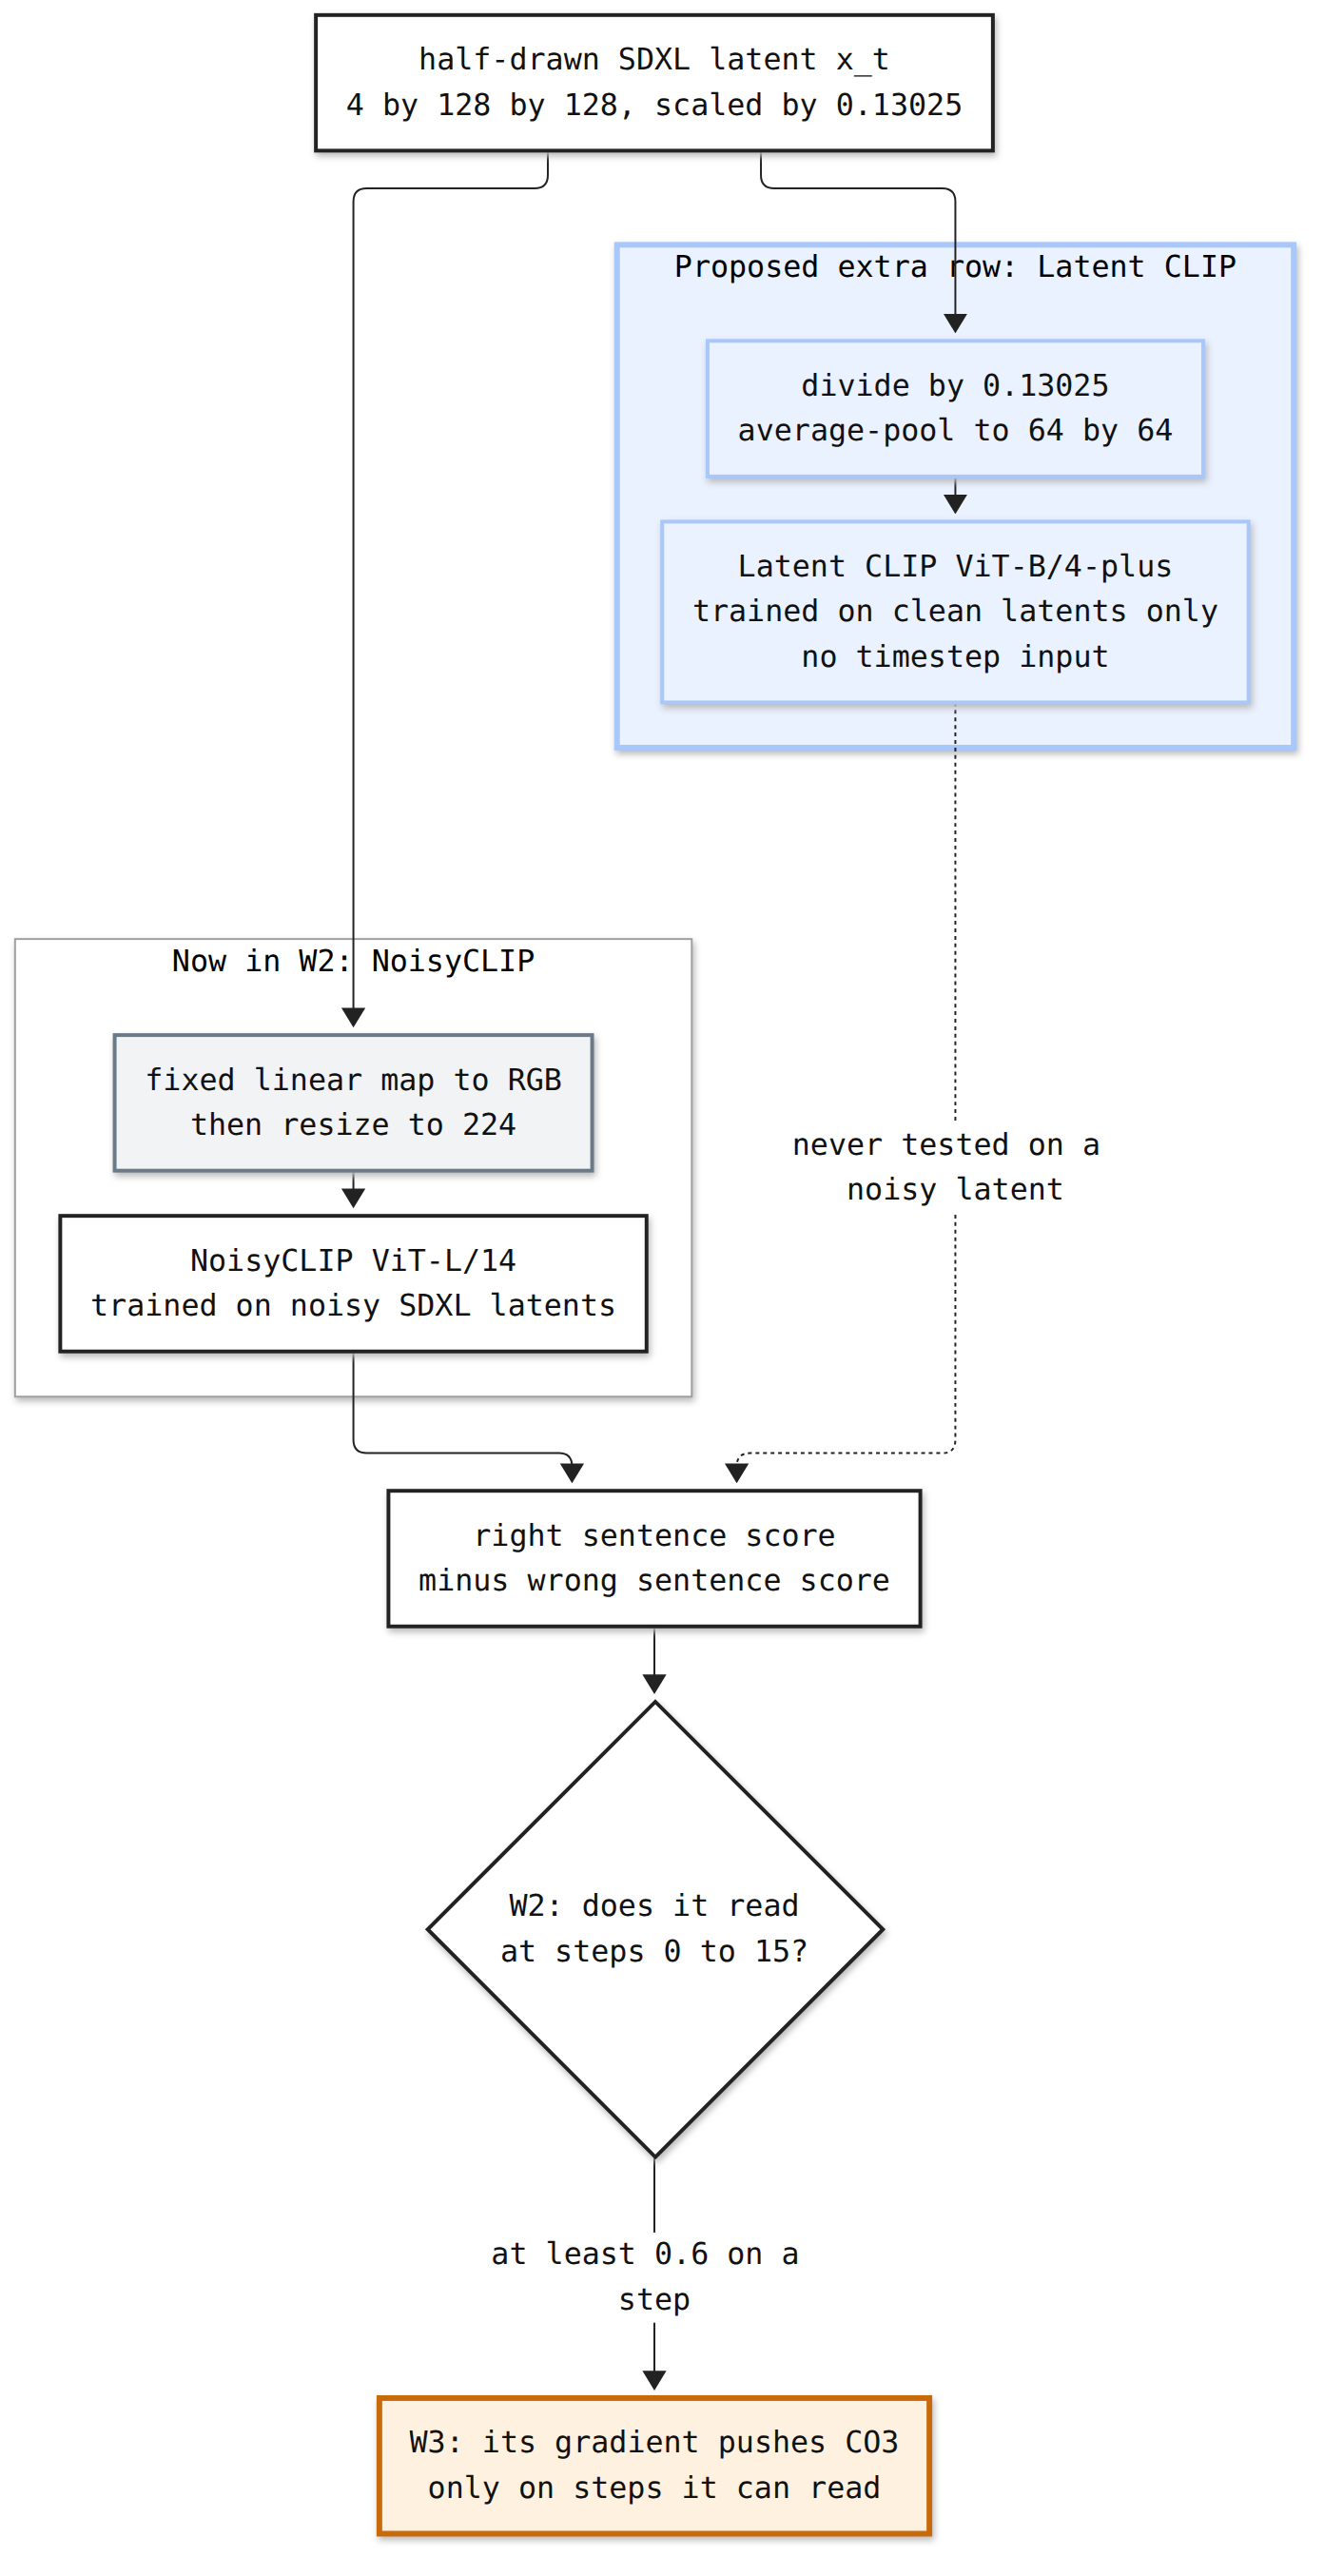 half-drawn SDXL latent x_t
4 by 128 by 128, scaled by 0.13025
Proposed extra row: Latent CLIP
divide by 0.13025
average-pool to 64 by 64
Latent CLIP ViT-B/4-plus
trained on clean latents only
no timestep input
Now in W2: NoisyCLIP
fixed linear map to RGB
then resize to 224
never tested on a
noisy latent
NoisyCLIP ViT-L/14
trained on noisy SDXL latents
right sentence score
minus wrong sentence score
W2: does it read
at steps 0 to 15?
at least 0.6 on a
step
W3: its gradient pushes CO3
only on steps it can read